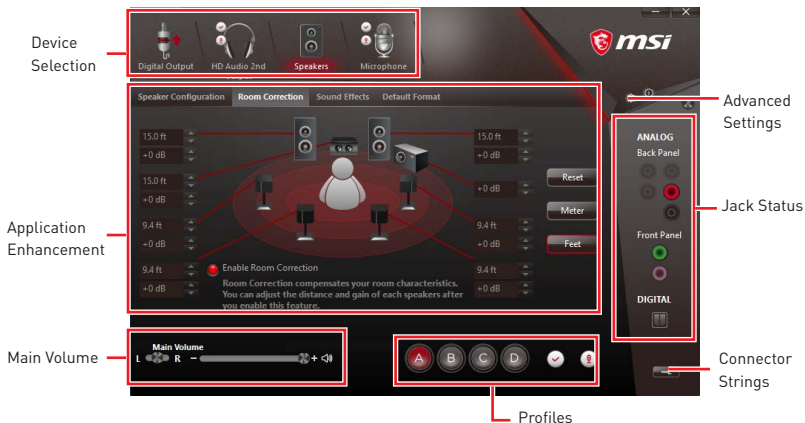 Device
Selection
Digital Output
HD Audio 2nd
Speakers
Microphone
msi
Speaker Configuration
Room Correction
Sound Effects
Default Format
Advanced
Settings
15.0 ft
+0 dB
15.0 ft
+0 dB
9.4 ft
+0 dB
9.4 ft
+0 dB
15.0 ft
+0 dB
+0 dB
9.4 ft
+0 dB
9.4 ft
+0 dB
Reset
Meter
Feet
Application
Enhancement
Enable Room Correction
Room Correction compensates your room characteristics.
You can adjust the distance and gain of each speakers after
you enable this feature.
ANALOG
Back Panel
Front Panel
DIGITAL
Jack Status
Main Volume
Main Volume
L
R
-
+
A
B
C
D
Connector
Strings
Profiles